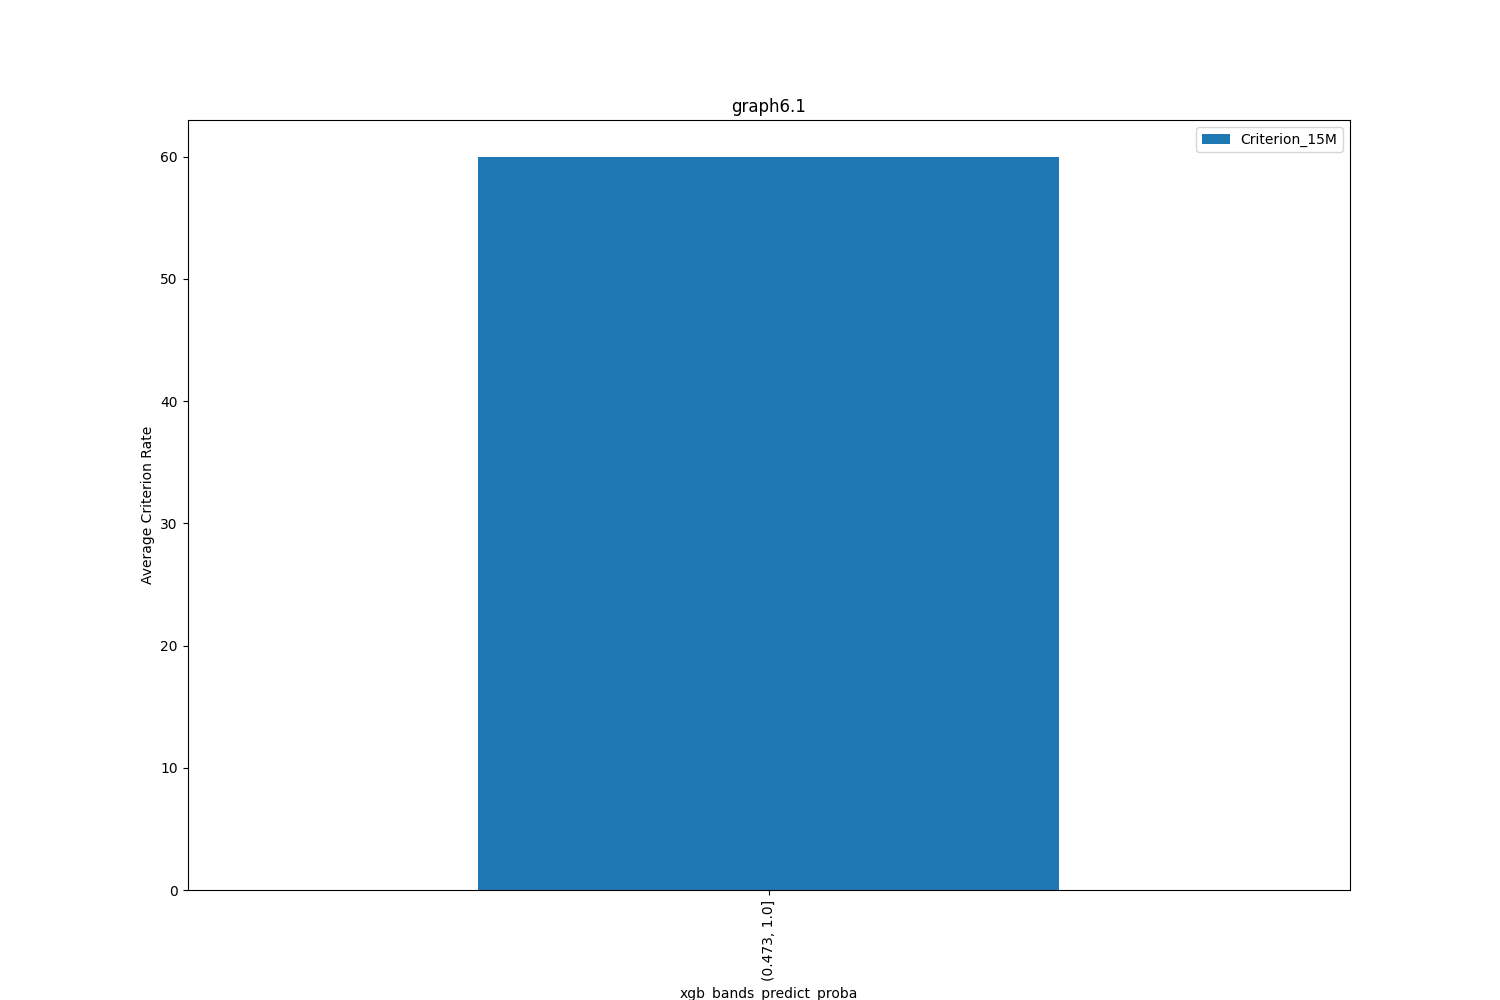 graph6.1
Criterion_15M
60
50
40
30
20
10
0
Average Criterion Rate
(0.473, 1.0]
xgb_bands_predict_proba